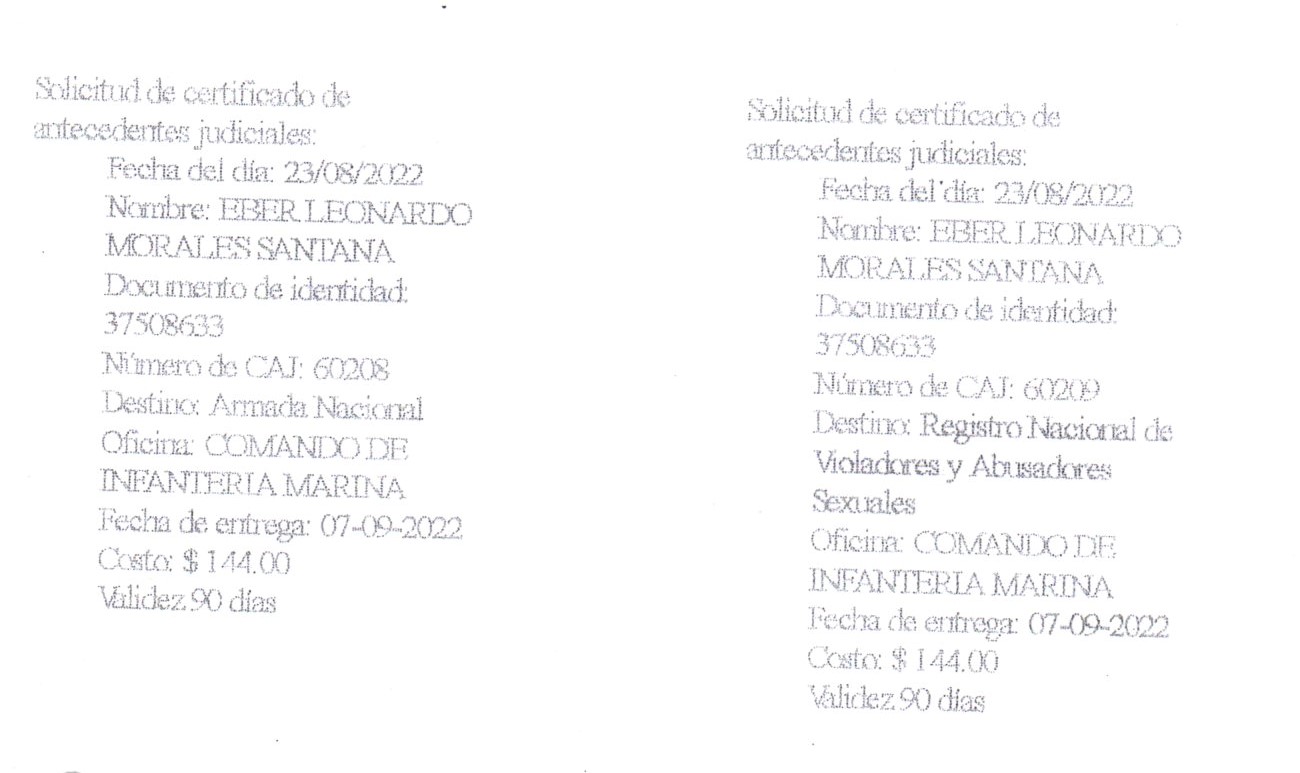 Solicitud de certificado de
antecedentes judiciales:
Fecha del día: 23/08/2022
Nombre: EBER LEONARDO
MORALES SANTANA
Documento de identidad:
37508633
Número de CAJ: 60208
Destino: Armada Nacional
Oficina: COMANDO DE
INFANTERIA MARINA
Fecha de entrega: 07-09-2022
Costo: $ 144.00
Validez 90 días
Solicitud de certificado de
antecedentes judiciales:
Fecha del día: 23/08/2022
Nombre: EBER LEONARDO
MORALES SANTANA
Documento de identidad:
37508633
Número de CAJ: 60209
Destino: Registro Nacional de
Violadores y Abusadores
Sexuales
Oficina: COMANDO DE
INFANTERIA MARINA
Fecha de entrega: 07-09-2022
Costo: $ 144.00
Validez 90 días